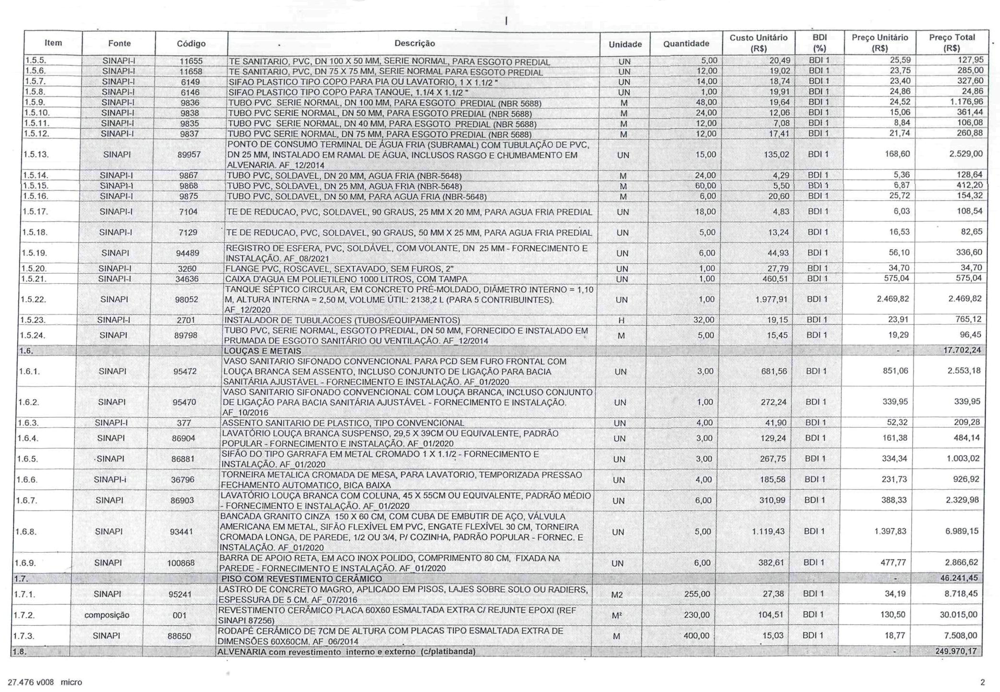 Item Fonte Código Descrição Unidade Quantidade Custo Unitário (R$) BDI (%) Preço Unitário (R$) Preço Total (R$)
1.5.5. SINAPI-I 11655 TE SANITARIO, PVC, DN 100 X 50 MM, SERIE NORMAL, PARA ESGOTO PREDIAL UN 5,00 20,49 BDI 1 25,59 127,95
1.5.6. SINAPI-I 11658 TE SANITARIO, PVC, DN 75 X 75 MM, SERIE NORMAL PARA ESGOTO PREDIAL UN 12,00 19,02 BDI 1 23,75 285,00
1.5.7. SINAPI-I 6149 SIFAO PLASTICO TIPO COPO PARA PIA OU LAVATORIO, 1 X 1.1/2 " UN 14,00 18,74 BDI 1 23,40 327,60
1.5.8. SINAPI-I 6146 SIFAO PLASTICO TIPO COPO PARA TANQUE, 1.1/4 X 1.1/2 " UN 1,00 19,91 BDI 1 24,86 24,86
1.5.9. SINAPI-I 9836 TUBO PVC SERIE NORMAL, DN 100 MM, PARA ESGOTO PREDIAL (NBR 5688) M 48,00 19,64 BDI 1 24,52 1.176,96
1.5.10. SINAPI-I 9838 TUBO PVC SERIE NORMAL, DN 50 MM, PARA ESGOTO PREDIAL (NBR 5688) M 24,00 12,06 BDI 1 15,06 361,44
1.5.11. SINAPI-I 9835 TUBO PVC SERIE NORMAL, DN 40 MM, PARA ESGOTO PREDIAL (NBR 5688) M 12,00 7,08 BDI 1 8,84 106,08
1.5.12. SINAPI-I 9837 TUBO PVC SERIE NORMAL, DN 75 MM, PARA ESGOTO PREDIAL (NBR 5688) M 12,00 17,41 BDI 1 21,74 260,88
PONTO DE CONSUMO TERMINAL DE ÁGUA FRIA (SUBRAMAL) COM TUBULAÇÃO DE PVC,
1.5.13. SINAPI 89957 DN 25 MM, INSTALADO EM RAMAL DE ÁGUA, INCLUSOS RASGO E CHUMBAMENTO EM UN 15,00 135,02 BDI 1 168,60 2.529,00
ALVENARIA. AF_12/2014
1.5.14. SINAPI-I 9867 TUBO PVC, SOLDAVEL, DN 20 MM, AGUA FRIA (NBR-5648) M 24,00 4,29 BDI 1 5,36 128,64
1.5.15. SINAPI-I 9868 TUBO PVC, SOLDAVEL, DN 25 MM, AGUA FRIA (NBR-5648) M 60,00 5,50 BDI 1 6,87 412,20
1.5.16. SINAPI-I 9875 TUBO PVC, SOLDAVEL, DN 50 MM, PARA AGUA FRIA (NBR-5648) M 6,00 20,60 BDI 1 25,72 154,32
1.5.17. SINAPI-I 7104 TE DE REDUCAO, PVC, SOLDAVEL, 90 GRAUS, 25 MM X 20 MM, PARA AGUA FRIA PREDIAL UN 18,00 4,83 BDI 1 6,03 108,54
1.5.18. SINAPI-I 7129 TE DE REDUCAO, PVC, SOLDAVEL, 90 GRAUS, 50 MM X 25 MM, PARA AGUA FRIA PREDIAL UN 5,00 13,24 BDI 1 16,53 82,65
1.5.19. SINAPI 94489 REGISTRO DE ESFERA, PVC, SOLDÁVEL, COM VOLANTE, DN 25 MM - FORNECIMENTO E UN 6,00 44,93 BDI 1 56,10 336,60
INSTALAÇÃO. AF_08/2021
1.5.20. SINAPI-I 3260 FLANGE PVC, ROSCAVEL, SEXTAVADO, SEM FUROS, 2" UN 1,00 27,79 BDI 1 34,70 34,70
1.5.21. SINAPI-I 34636 CAIXA D'AGUA EM POLIETILENO 1000 LITROS, COM TAMPA UN 1,00 460,51 BDI 1 575,04 575,04
TANQUE SÉPTICO CIRCULAR, EM CONCRETO PRÉ-MOLDADO, DIÂMETRO INTERNO = 1,10
1.5.22. SINAPI 98052 M, ALTURA INTERNA = 2,50 M, VOLUME ÚTIL: 2138,2 L (PARA 5 CONTRIBUINTES). UN 1,00 1.977,91 BDI 1 2.469,82 2.469,82
AF_12/2020
1.5.23. SINAPI-I 2701 INSTALADOR DE TUBULACOES (TUBOS/EQUIPAMENTOS) H 32,00 19,15 BDI 1 23,91 765,12
1.5.24. SINAPI 89798 TUBO PVC, SERIE NORMAL, ESGOTO PREDIAL, DN 50 MM, FORNECIDO E INSTALADO EM M 5,00 15,45 BDI 1 19,29 96,45
PRUMADA DE ESGOTO SANITÁRIO OU VENTILAÇÃO. AF_12/2014
1.6. LOUÇAS E METAIS - 17.702,24
VASO SANITARIO SIFONADO CONVENCIONAL PARA PCD SEM FURO FRONTAL COM
1.6.1. SINAPI 95472 LOUÇA BRANCA SEM ASSENTO, INCLUSO CONJUNTO DE LIGAÇÃO PARA BACIA UN 3,00 681,56 BDI 1 851,06 2.553,18
SANITÁRIA AJUSTÁVEL - FORNECIMENTO E INSTALAÇÃO. AF_01/2020
VASO SANITARIO SIFONADO CONVENCIONAL COM LOUÇA BRANCA, INCLUSO CONJUNTO
1.6.2. SINAPI 95470 DE LIGAÇÃO PARA BACIA SANITÁRIA AJUSTÁVEL - FORNECIMENTO E INSTALAÇÃO. UN 1,00 272,24 BDI 1 339,95 339,95
AF_10/2016
1.6.3. SINAPI-I 377 ASSENTO SANITARIO DE PLASTICO, TIPO CONVENCIONAL UN 4,00 41,90 BDI 1 52,32 209,28
1.6.4. SINAPI 86904 LAVATÓRIO LOUÇA BRANCA SUSPENSO, 29,5 X 39CM OU EQUIVALENTE, PADRÃO UN 3,00 129,24 BDI 1 161,38 484,14
POPULAR - FORNECIMENTO E INSTALAÇÃO. AF_01/2020
1.6.5. SINAPI 86881 SIFÃO DO TIPO GARRAFA EM METAL CROMADO 1 X 1.1/2 - FORNECIMENTO E UN 3,00 267,75 BDI 1 334,34 1.003,02
INSTALAÇÃO. AF_01/2020
1.6.6. SINAPI-i 36796 TORNEIRA METALICA CROMADA DE MESA, PARA LAVATORIO, TEMPORIZADA PRESSAO UN 4,00 185,58 BDI 1 231,73 926,92
FECHAMENTO AUTOMATICO, BICA BAIXA
1.6.7. SINAPI 86903 LAVATÓRIO LOUÇA BRANCA COM COLUNA, 45 X 55CM OU EQUIVALENTE, PADRÃO MÉDIO UN 6,00 310,99 BDI 1 388,33 2.329,98
- FORNECIMENTO E INSTALAÇÃO. AF_01/2020
BANCADA GRANITO CINZA 150 X 60 CM, COM CUBA DE EMBUTIR DE AÇO, VÁLVULA
1.6.8. SINAPI 93441 AMERICANA EM METAL, SIFÃO FLEXÍVEL EM PVC, ENGATE FLEXÍVEL 30 CM, TORNEIRA UN 5,00 1.119,43 BDI 1 1.397,83 6.989,15
CROMADA LONGA, DE PAREDE, 1/2 OU 3/4, P/ COZINHA, PADRÃO POPULAR - FORNEC. E
INSTALAÇÃO. AF_01/2020
1.6.9. SINAPI 100868 BARRA DE APOIO RETA, EM ACO INOX POLIDO, COMPRIMENTO 80 CM, FIXADA NA UN 6,00 382,61 BDI 1 477,77 2.866,62
PAREDE - FORNECIMENTO E INSTALAÇÃO. AF_01/2020
1.7. PISO COM REVESTIMENTO CERÂMICO - 46.241,45
1.7.1. SINAPI 95241 LASTRO DE CONCRETO MAGRO, APLICADO EM PISOS, LAJES SOBRE SOLO OU RADIERS, M2 255,00 27,38 BDI 1 34,19 8.718,45
ESPESSURA DE 5 CM. AF_07/2016
1.7.2. composição 001 REVESTIMENTO CERÂMICO PLACA 60X60 ESMALTADA EXTRA C/ REJUNTE EPOXI (REF M² 230,00 104,51 BDI 1 130,50 30.015,00
SINAPI 87256)
1.7.3. SINAPI 88650 RODAPÉ CERÂMICO DE 7CM DE ALTURA COM PLACAS TIPO ESMALTADA EXTRA DE M 400,00 15,03 BDI 1 18,77 7.508,00
DIMENSÕES 60X60CM. AF_06/2014
1.8. ALVENARIA com revestimento interno e externo (c/platibanda) - 249.970,17
27.476 v008 micro 2